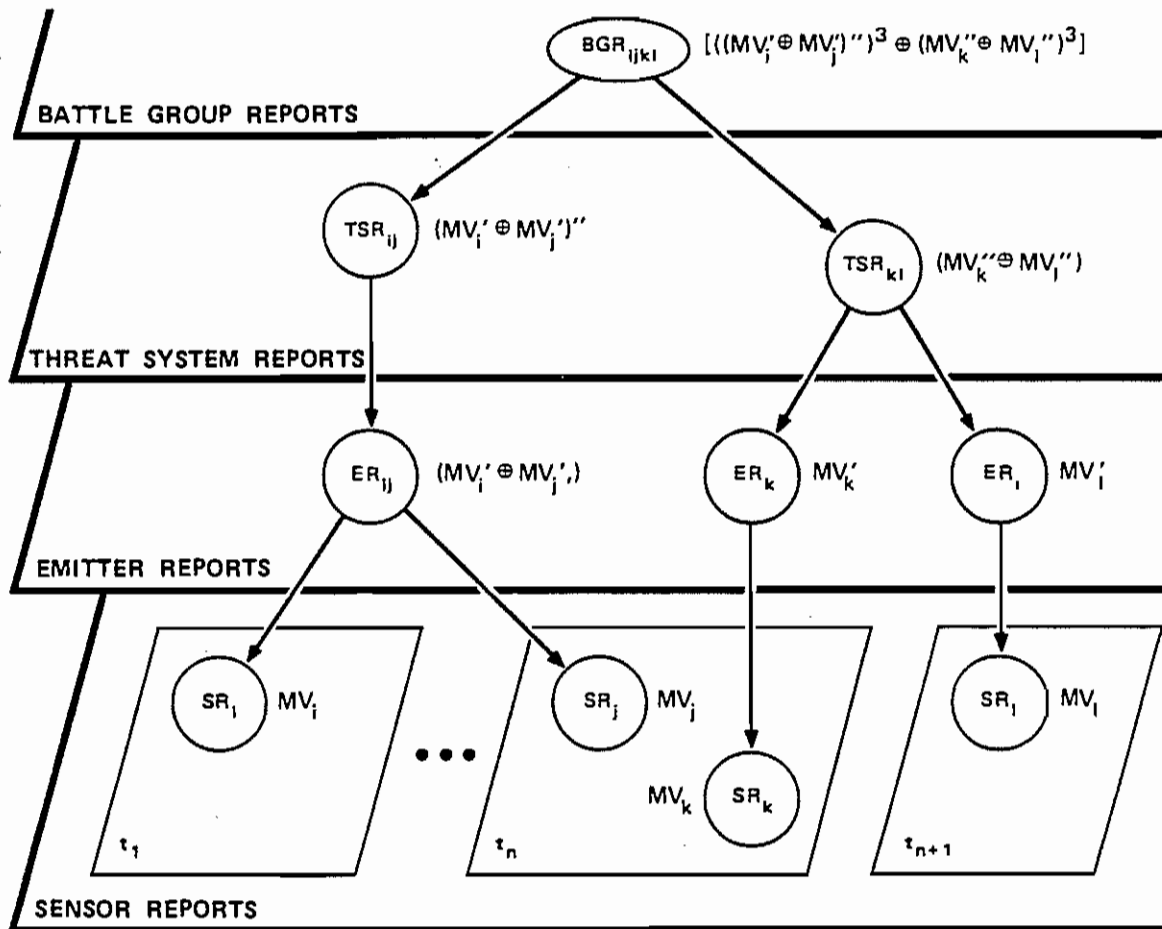 BGR_ijkl [((MV_i' ⊕ MV_j')'')^3 ⊕ (MV_k'' ⊕ MV_l'')^3]
BATTLE GROUP REPORTS
TSR_ij (MV_i' ⊕ MV_j')''
TSR_kl (MV_k'' ⊕ MV_l'')
THREAT SYSTEM REPORTS
ER_ij (MV_i' ⊕ MV_j',)
ER_k MV_k'
ER_l MV_l'
EMITTER REPORTS
SR_i MV_i
SR_j MV_j
SR_l MV_l
•••
MV_k SR_k
t_1
t_n
t_n+1
SENSOR REPORTS